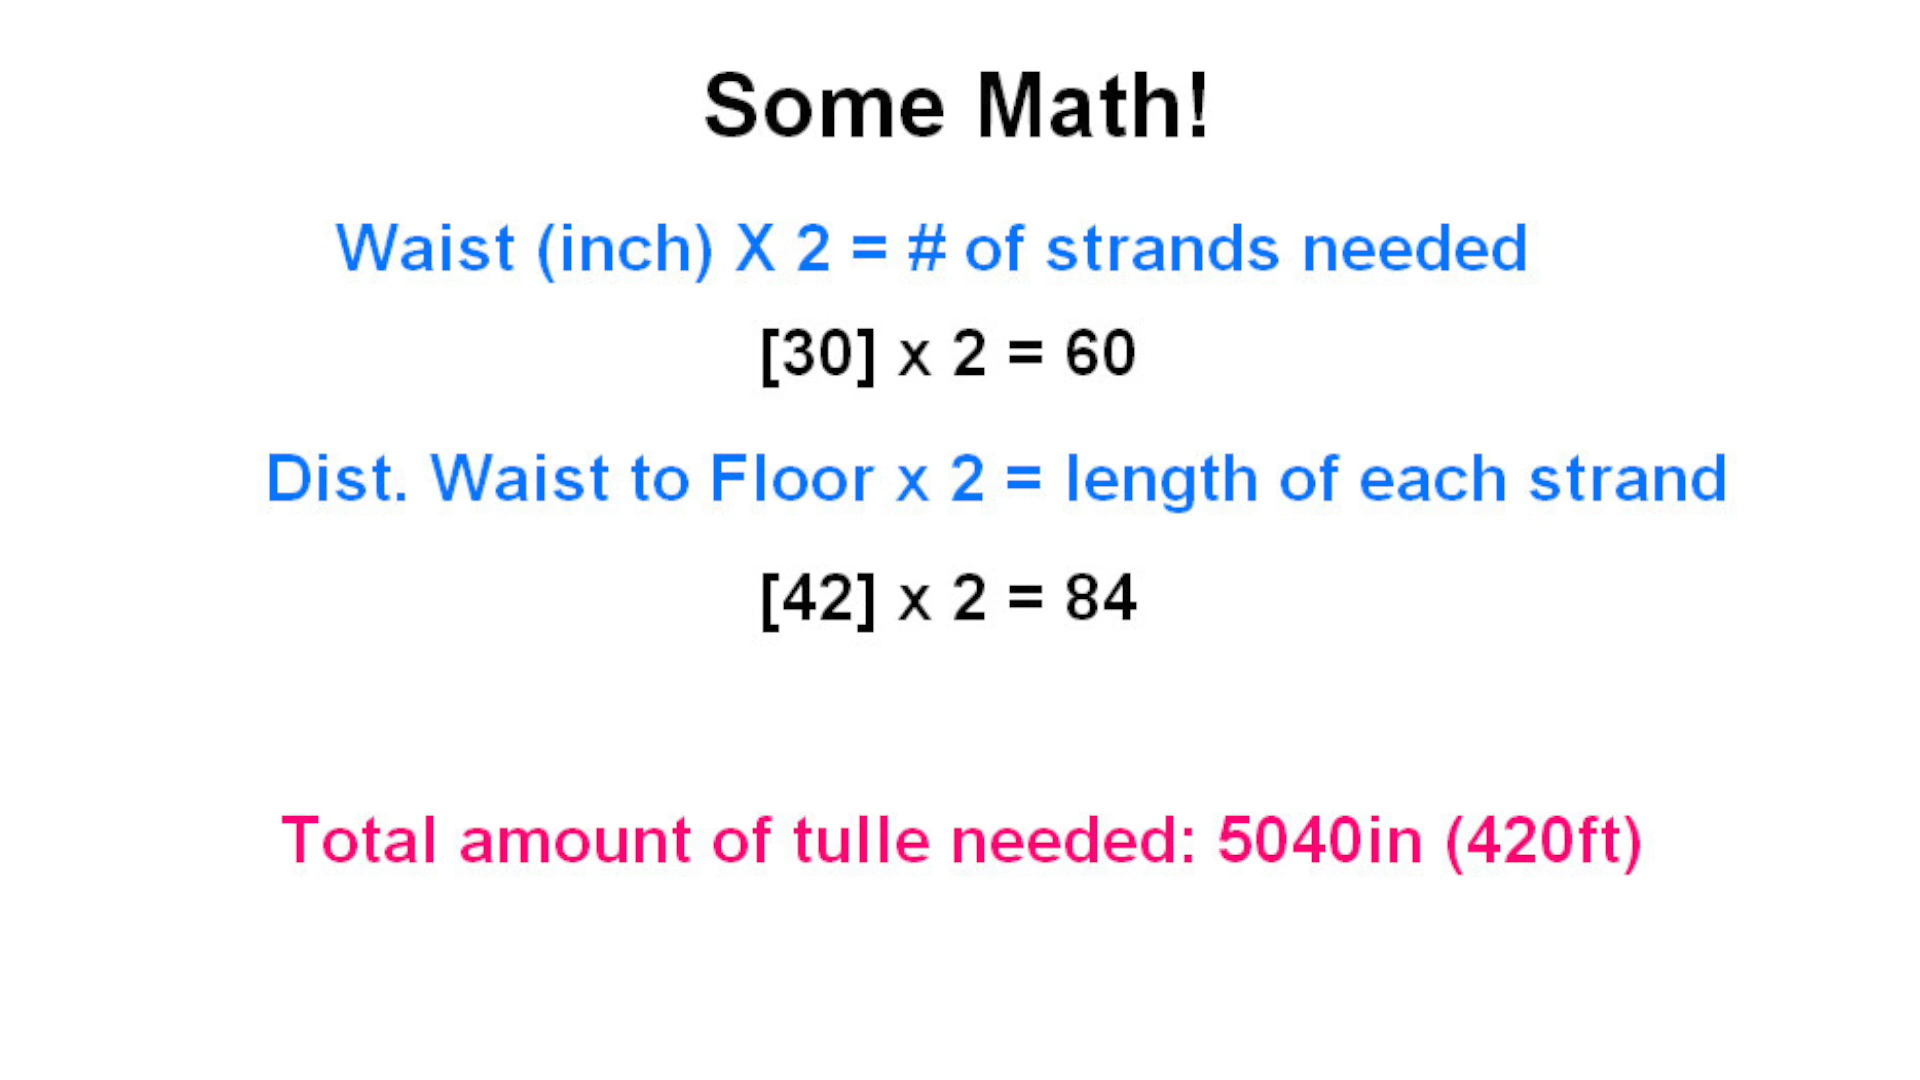 Some Math!
Waist (inch) X 2 = # of strands needed
[30] x 2 = 60
Dist. Waist to Floor x 2 = length of each strand
[42] x 2 = 84
Total amount of tulle needed: 5040in (420ft)